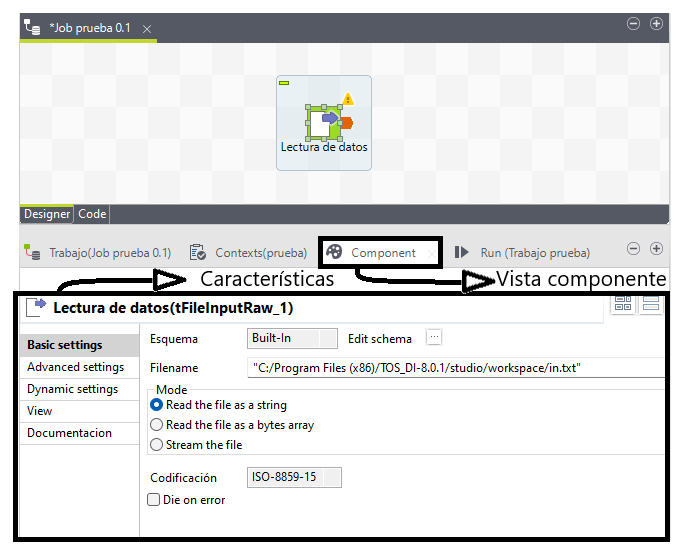 *Job prueba 0.1
Lectura de datos
Designer Code
Trabajo(Job prueba 0.1) Contexts(prueba) Component Run (Trabajo prueba)
Características Vista componente
Lectura de datos(tFileInputRaw_1)
Basic settings
Advanced settings
Dynamic settings
View
Documentacion
Esquema Built-In Edit schema ...
Filename "C:/Program Files (x86)/TOS_DI-8.0.1/studio/workspace/in.txt"
Mode
Read the file as a string
Read the file as a bytes array
Stream the file
Codificación ISO-8859-15
Die on error